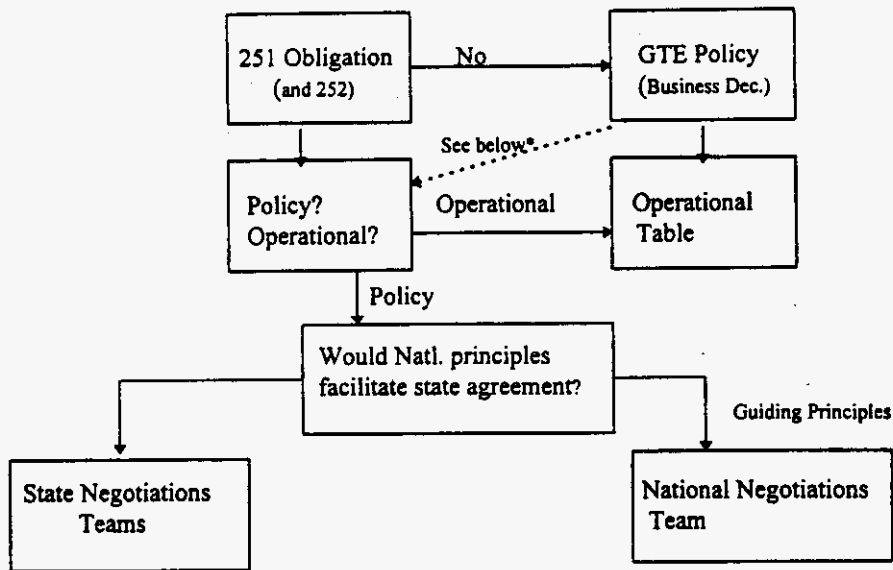 251 Obligation
(and 252)
No
GTE Policy
(Business Dec.)
See below*
Policy?
Operational?
Operational
Operational
Table
Policy
Would Natl. principles
facilitate state agreement?
Guiding Principles
State Negotiations
Teams
National Negotiations
Team